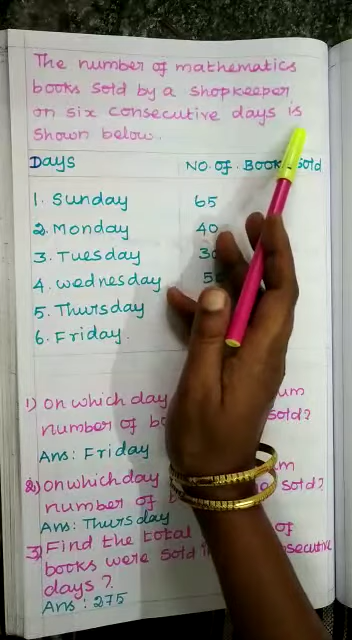 The number of mathematics
books sold by a shopkeeper
on six consecutive days is
shown below.
Days NO. of. Book Sold
1. Sunday 65
2. Monday 40
3. Tuesday
4. wednesday
5. Thursday
6. Friday.
1) on which day
number of sold?
Ans: Friday
2) on which day
number of sold?
Ans: Thursday
3) Find the total of
books were sold
days?
Ans: 275